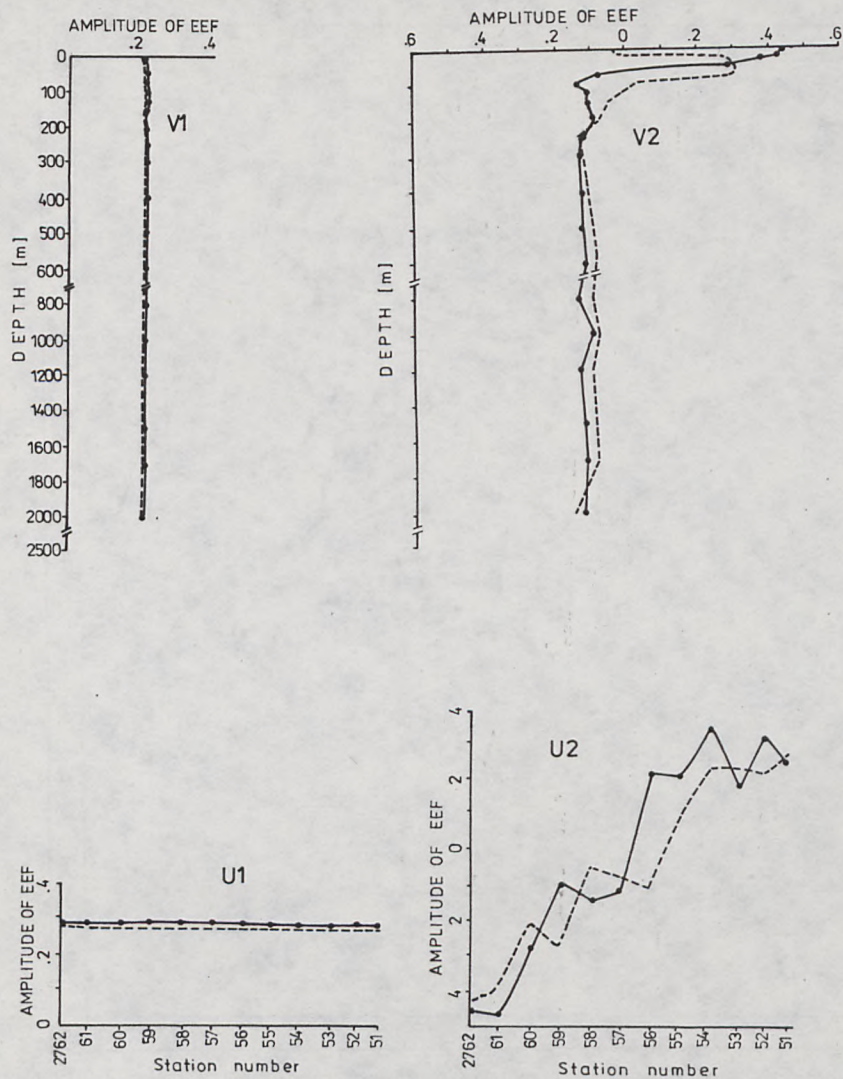 AMPLITUDE OF EEF
.2 .4
0
100
200
300
400
500
600
800
1000
1200
1400
1600
1800
2000
2500
DEPTH [m]
V1
AMPLITUDE OF EEF
.6 .4 .2 0 .2 .4 .6
DEPTH [m]
V2
U1
AMPLITUDE OF EEF
.4
.2
0
2762 61 60 59 58 57 56 55 54 53 52 51
Station number
U2
AMPLITUDE OF EEF
4
2
0
2
4
2762 61 60 59 58 57 56 55 54 53 52 51
Station number